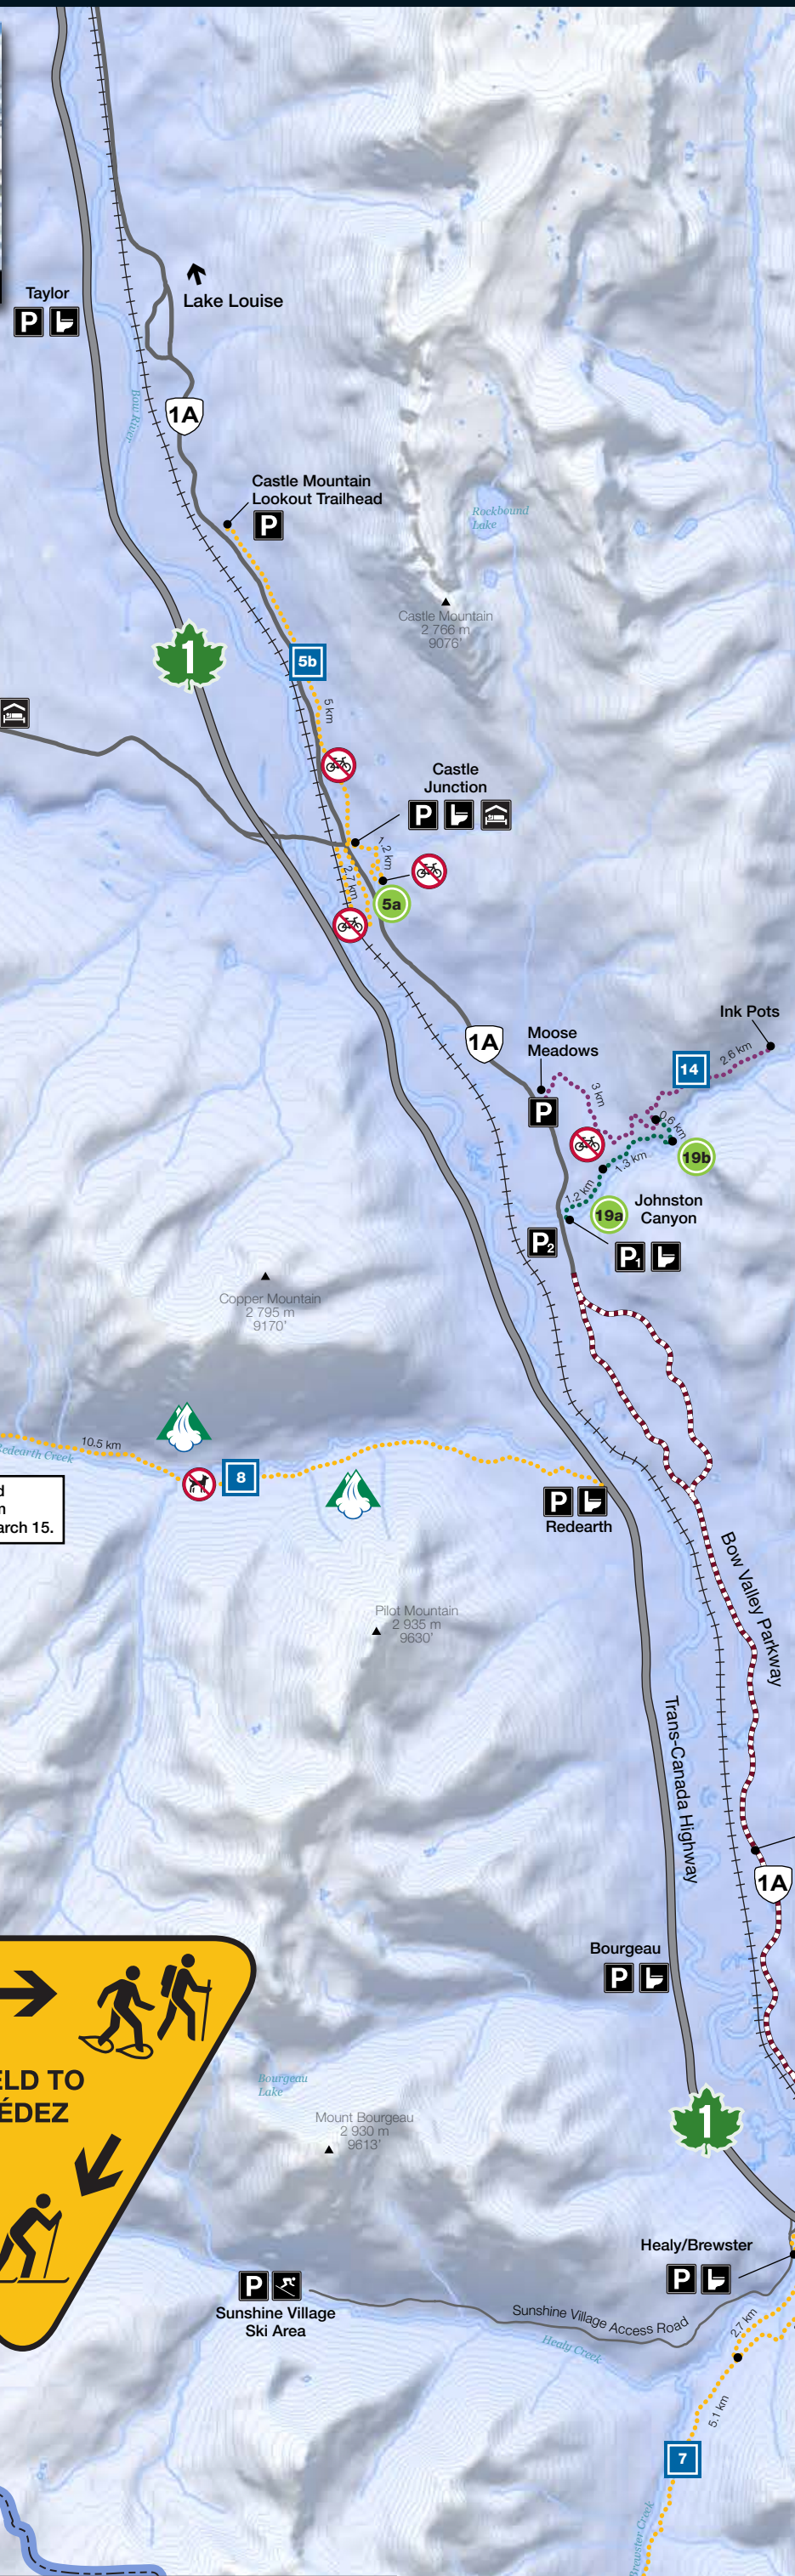 Taylor
P
Lake Louise
Bow River
1A
Castle Mountain
Lookout Trailhead
P
Rockbound
Lake
Castle Mountain
2 766 m
9076'
1
5b
5 km
Castle
Junction
P
1.2 km
2.7 km
5a
Ink Pots
1A
Moose
Meadows
14
2.6 km
P
3 km
0.6 km
19b
1.3 km
1.2 km
19a
Johnston
Canyon
P2
P1
Copper Mountain
2 795 m
9170'
10.5 km
edearth Creek
8
d
m
arch 15.
P
Redearth
Bow Valley Parkway
Pilot Mountain
2 935 m
9630'
Trans-Canada Highway
1A
Bourgeau
P
ELD TO
ÉDEZ
Bourgeau
Lake
Mount Bourgeau
2 930 m
9613'
1
Healy/Brewster
P
P
Sunshine Village
Ski Area
Sunshine Village Access Road
Healy Creek
2.7 km
5.1 km
7
Brewster Creek